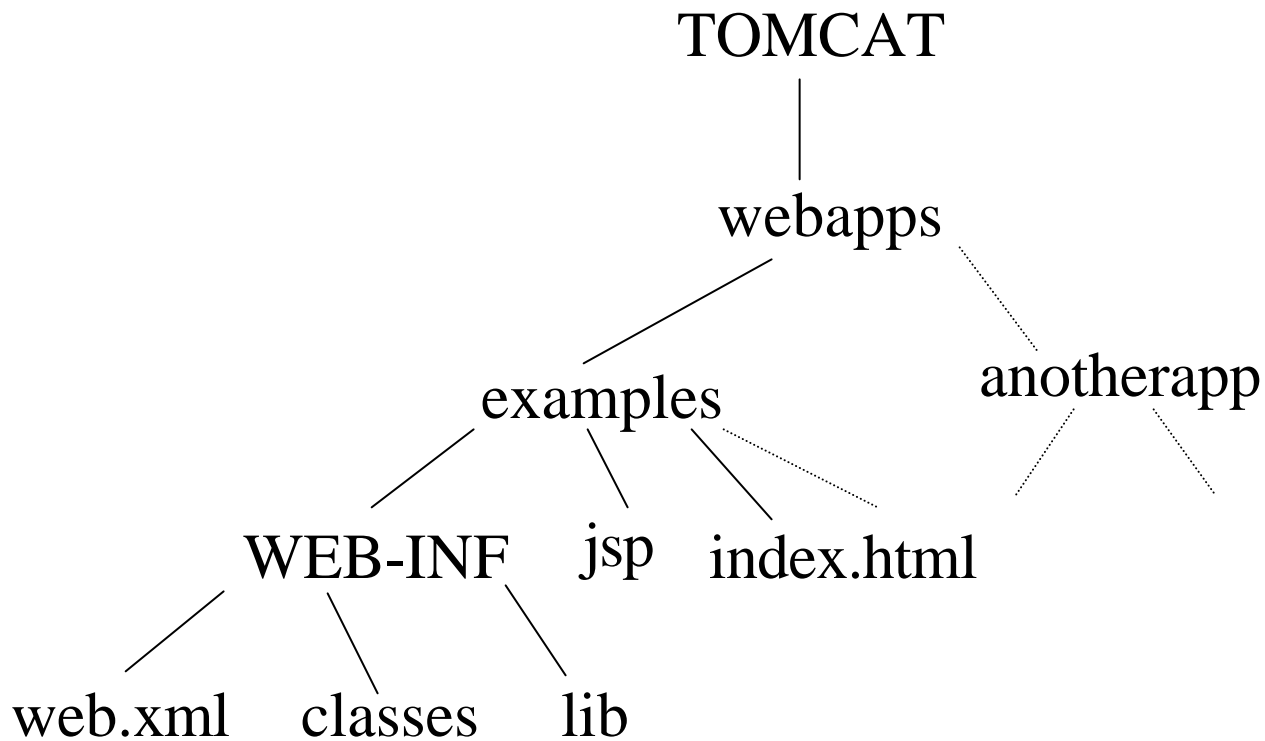 TOMCAT
webapps
examples
anotherapp
WEB-INF
jsp
index.html
web.xml
classes
lib